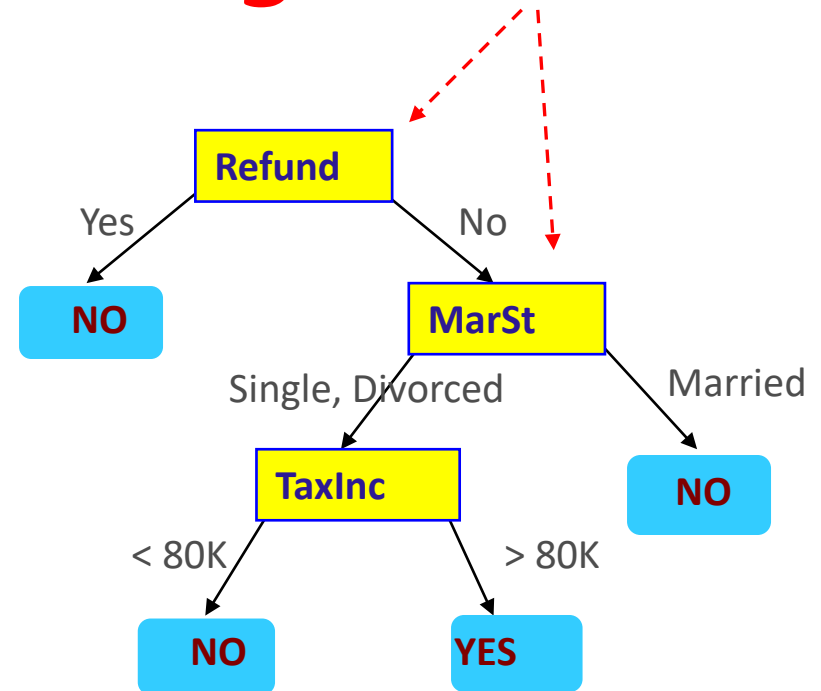 Refund
Yes
No
NO
MarSt
Single, Divorced
Married
TaxInc
NO
< 80K
> 80K
NO
YES